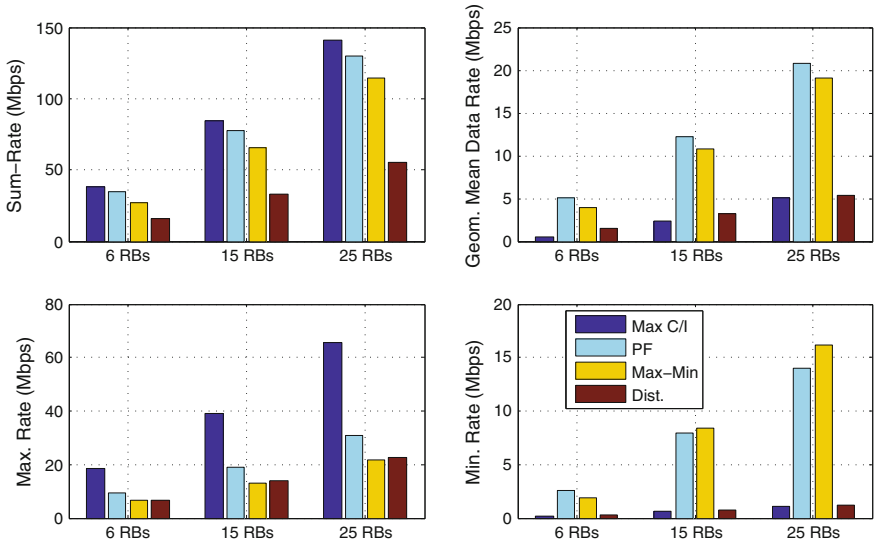 Sum−Rate (Mbps)
150
100
50
0
6 RBs
15 RBs
25 RBs
Geom. Mean Data Rate (Mbps)
25
20
15
10
5
0
6 RBs
15 RBs
25 RBs
Max. Rate (Mbps)
80
60
40
20
0
6 RBs
15 RBs
25 RBs
Min. Rate (Mbps)
20
15
10
5
0
Max C/I
PF
Max−Min
Dist.
6 RBs
15 RBs
25 RBs